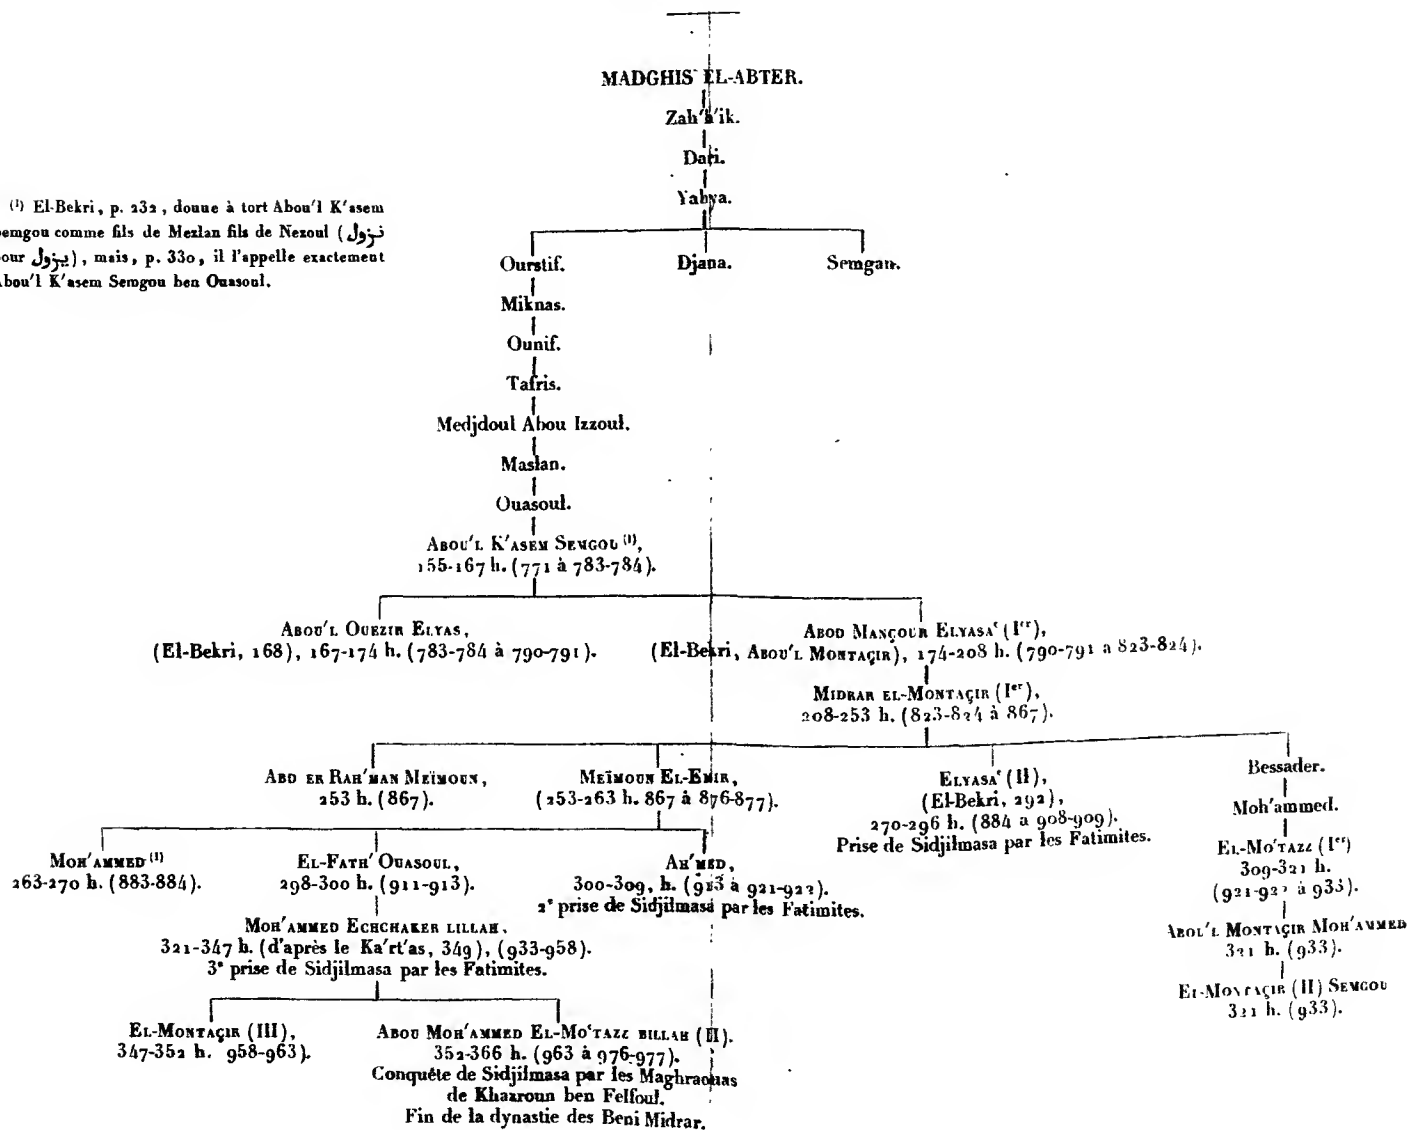 MADGHIS EL-ABTER.
Zah'h'ik.
Dari.
Yahya.
(1) El-Bekri, p. 232, donne à tort Abou'l K'asem
Semgou comme fils de Mezlan fils de Nezoul (نزول
pour يزول), mais, p. 330, il l'appelle exactement
Abou'l K'asem Semgou ben Ouasoul.
Ourstif. Djana. Semgan.
Miknas.
Ounif.
Tafris.
Medjdoul Abou Izzoul.
Maslan.
Ouasoul.
ABOU'L K'ASEM SEMGOU (1),
155-167 h. (771 à 783-784).
ABOU'L OUEZIR ELYAS,
(El-Bekri, 168), 167-174 h. (783-784 à 790-791).
ABOU MANÇOUR ELYASA‘ (Ier),
(El-Bekri, ABOU'L MONTAÇIR), 174-208 h. (790-791 a 823-824).
MIDRAR EL-MONTAÇIR (Ier),
208-253 h. (823-824 à 867).
ABD ER RAH'MAN MEÏMOUN,
253 h. (867).
MEÏMOUN EL-EMIR,
(253-263 h. 867 à 876-877).
ELYASA‘ (II),
(El-Bekri, 292),
270-296 h. (884 a 908-909).
Prise de Sidjilmasa par les Fatimites.
Bessader.
Moh'ammed.
EL-MO'TAZZ (Ier)
309-321 h.
(921-922 à 933).
ABOU'L MONTAÇIR MOH'AMMED
321 h. (933).
EL-MONTAÇIR (II) SEMGOU
321 h. (933).
MOH'AMMED (1)
263-270 h. (883-884).
EL-FATH' OUASOUL,
298-300 h. (911-913).
AH'MED,
300-309, h. (913 à 921-922).
2e prise de Sidjilmasa par les Fatimites.
MOH'AMMED ECHCHAKER LILLAH,
321-347 h. (d'après le Ka'rt'as, 349), (933-958).
3e prise de Sidjilmasa par les Fatimites.
EL-MONTAÇIR (III),
347-352 h. 958-963).
ABOU MOH'AMMED EL-MO'TAZZ BILLAH (II).
352-366 h. (963 à 976-977).
Conquête de Sidjilmasa par les Maghraouas
de Khazroun ben Felfoul.
Fin de la dynastie des Beni Midrar.